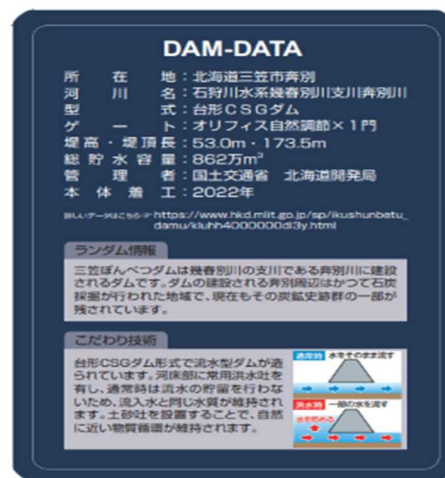 DAM-DATA
所在地：北海道三笠市奔別
河川名：石狩川水系幾春別川支川奔別川
型式：台形CSGダム
ゲート：オリフィス自然調節×1門
堤高・堤頂長：53.0m・173.5m
総貯水容量：862万m³
管理者：国土交通省 北海道開発局
本体着工：2022年
詳しいデータはこちら☞ https://www.hkd.mlit.go.jp/sp/ikushunbetu_
damu/kluhh4000000dl3y.html
ランダム情報
三笠ぽんべつダムは幾春別川の支川である奔別川に建設
されるダムです。ダムの建設される奔別周辺はかつて石炭
採掘が行われた地域で、現在もその炭鉱史跡群の一部が
残されています。
こだわり技術
台形CSGダム形式で流水型ダムが造
られています。河床部に常用洪水吐を
有し、通常時は流水の貯留を行わな
いため、流入水と同じ水質が維持されま
す。土砂吐を設置することで、自然
に近い物質循環が維持されます。
通常時 水をそのまま流す
洪水時 一部の水を流す
水を貯める